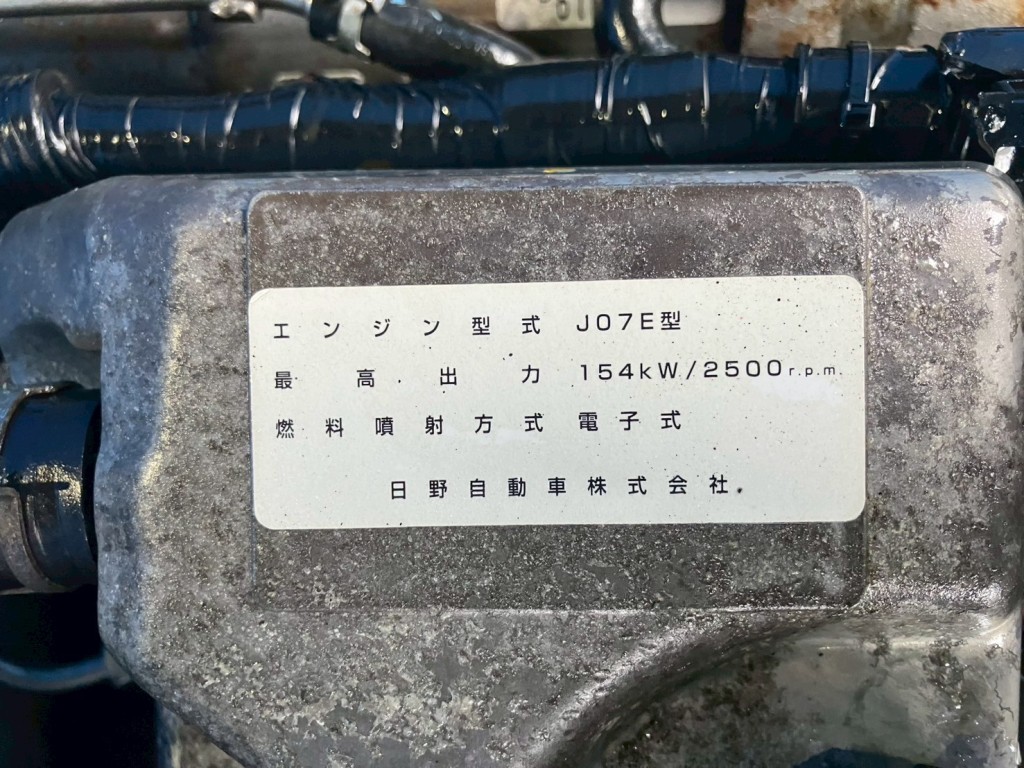 エンジン型式 J07E型
最高出力 154kW/2500r.p.m.
燃料噴射方式 電子式
日野自動車株式会社